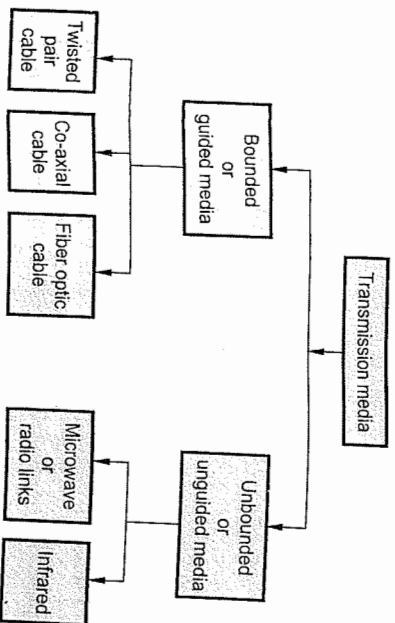 Transmission media
Bounded
or
guided media
Unbounded
or
unguided media
Twisted
pair
cable
Co-axial
cable
Fiber optic
cable
Microwave
or
radio links
Infrared